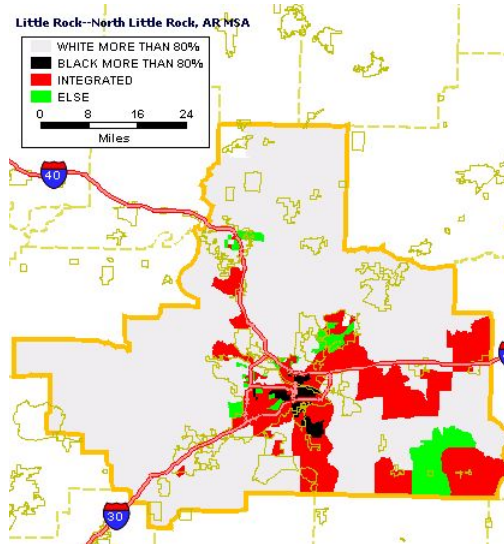 Little Rock--North Little Rock, AR MSA
WHITE MORE THAN 80%
BLACK MORE THAN 80%
INTEGRATED
ELSE
0 8 16 24
Miles
40
30